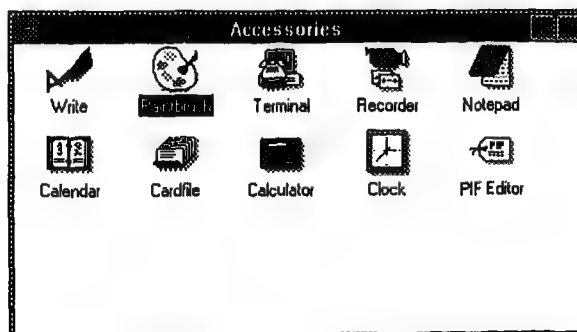 Accessories
Write Paintbrush Terminal Recorder Notepad
Calendar Cardfile Calculator Clock PIF Editor